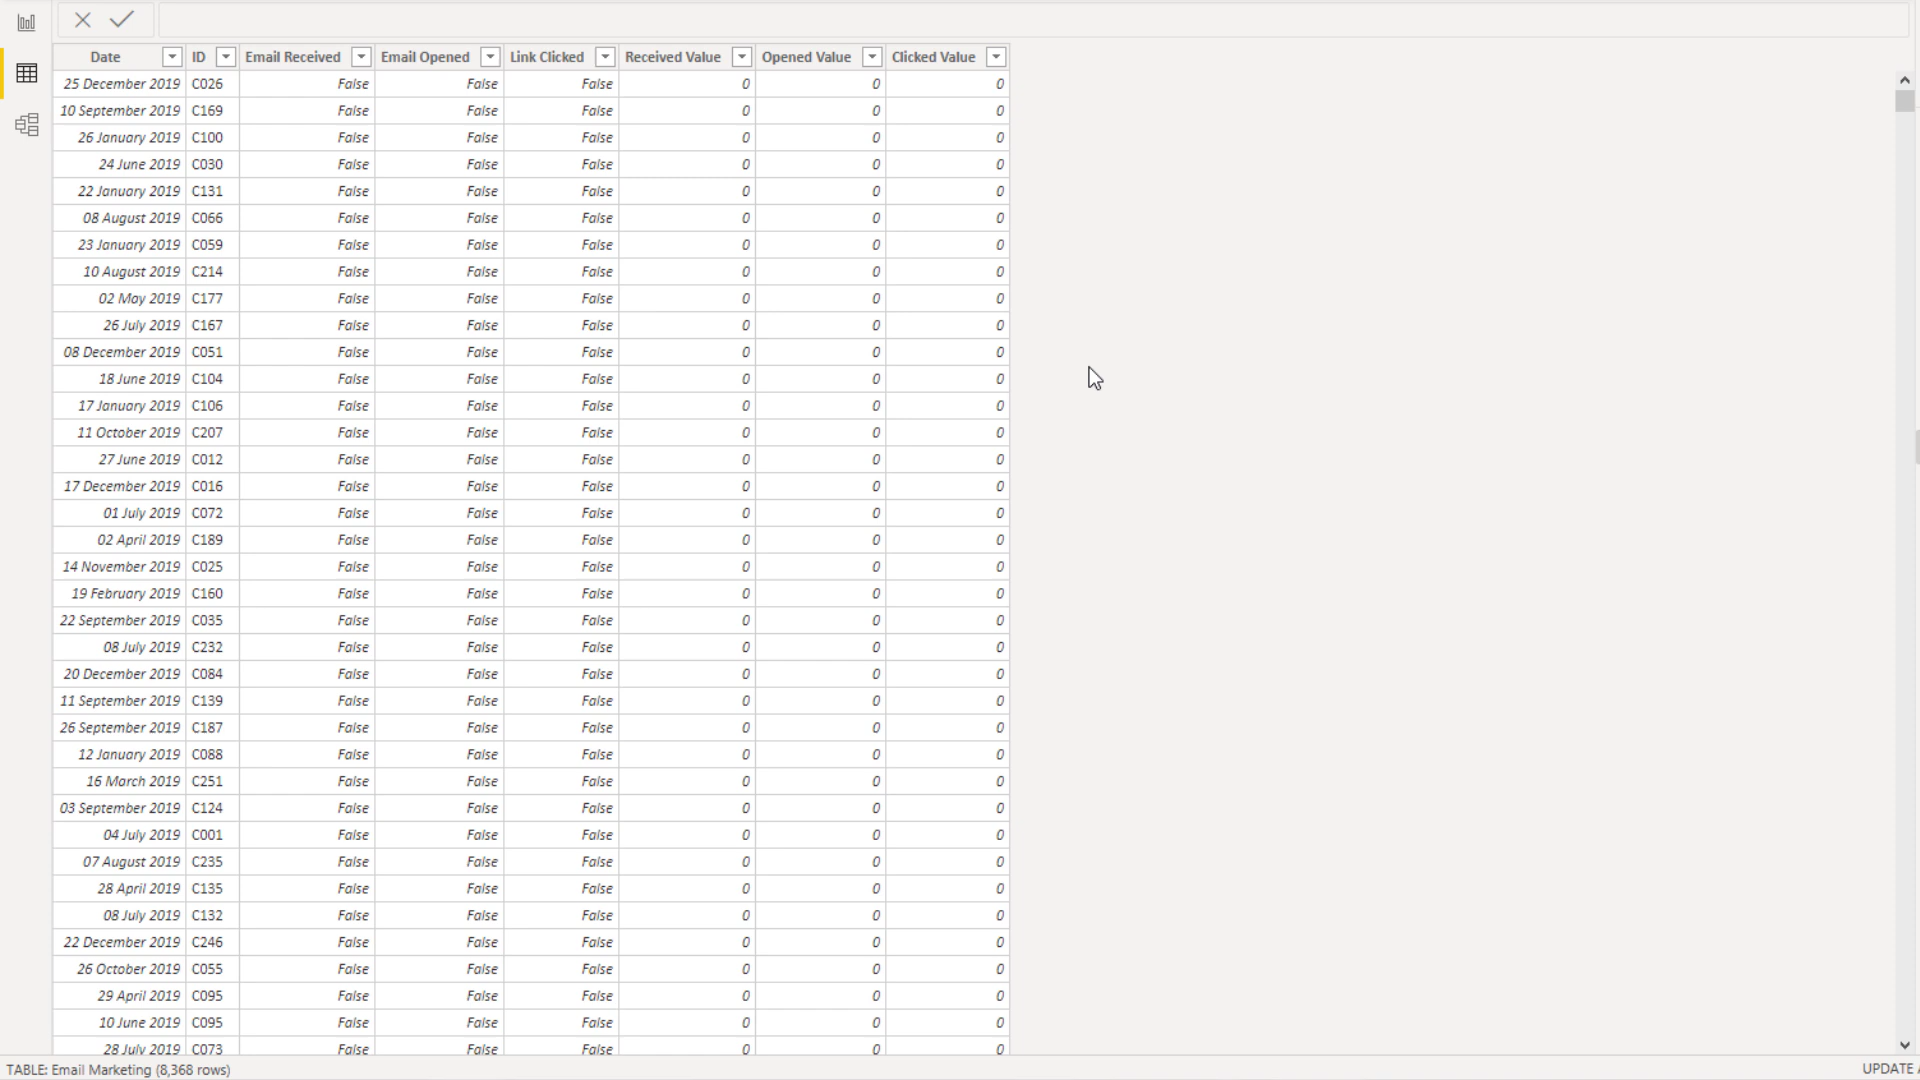 Date ID Email Received Email Opened Link Clicked Received Value Opened Value Clicked Value
25 December 2019 C026 False False False 0 0 0
10 September 2019 C169 False False False 0 0 0
26 January 2019 C100 False False False 0 0 0
24 June 2019 C030 False False False 0 0 0
22 January 2019 C131 False False False 0 0 0
08 August 2019 C066 False False False 0 0 0
23 January 2019 C059 False False False 0 0 0
10 August 2019 C214 False False False 0 0 0
02 May 2019 C177 False False False 0 0 0
26 July 2019 C167 False False False 0 0 0
08 December 2019 C051 False False False 0 0 0
18 June 2019 C104 False False False 0 0 0
17 January 2019 C106 False False False 0 0 0
11 October 2019 C207 False False False 0 0 0
27 June 2019 C012 False False False 0 0 0
17 December 2019 C016 False False False 0 0 0
01 July 2019 C072 False False False 0 0 0
02 April 2019 C189 False False False 0 0 0
14 November 2019 C025 False False False 0 0 0
19 February 2019 C160 False False False 0 0 0
22 September 2019 C035 False False False 0 0 0
08 July 2019 C232 False False False 0 0 0
20 December 2019 C084 False False False 0 0 0
11 September 2019 C139 False False False 0 0 0
26 September 2019 C187 False False False 0 0 0
12 January 2019 C088 False False False 0 0 0
16 March 2019 C251 False False False 0 0 0
03 September 2019 C124 False False False 0 0 0
04 July 2019 C001 False False False 0 0 0
07 August 2019 C235 False False False 0 0 0
28 April 2019 C135 False False False 0 0 0
08 July 2019 C132 False False False 0 0 0
22 December 2019 C246 False False False 0 0 0
26 October 2019 C055 False False False 0 0 0
29 April 2019 C095 False False False 0 0 0
10 June 2019 C095 False False False 0 0 0
28 July 2019 C073 False False False 0 0 0
TABLE: Email Marketing (8,368 rows) UPDATE